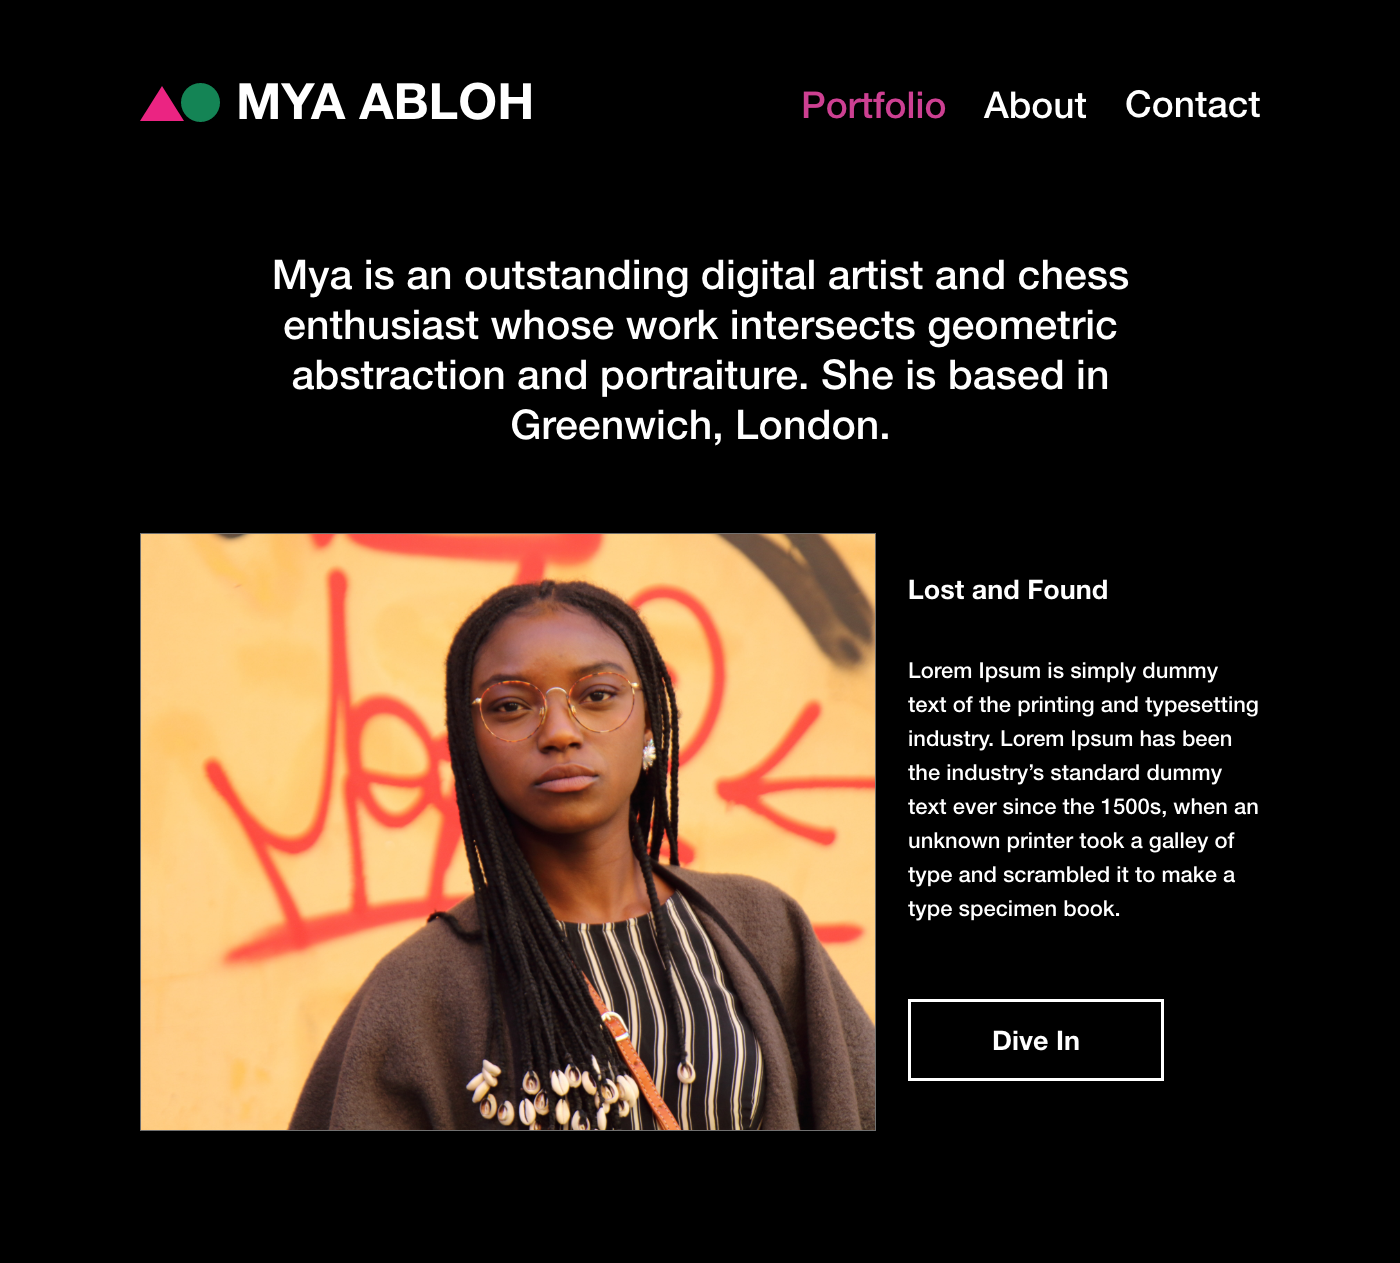 MYA ABLOH
Portfolio About Contact
Mya is an outstanding digital artist and chess
enthusiast whose work intersects geometric
abstraction and portraiture. She is based in
Greenwich, London.
Lost and Found
Lorem Ipsum is simply dummy
text of the printing and typesetting
industry. Lorem Ipsum has been
the industry’s standard dummy
text ever since the 1500s, when an
unknown printer took a galley of
type and scrambled it to make a
type specimen book.
Dive In